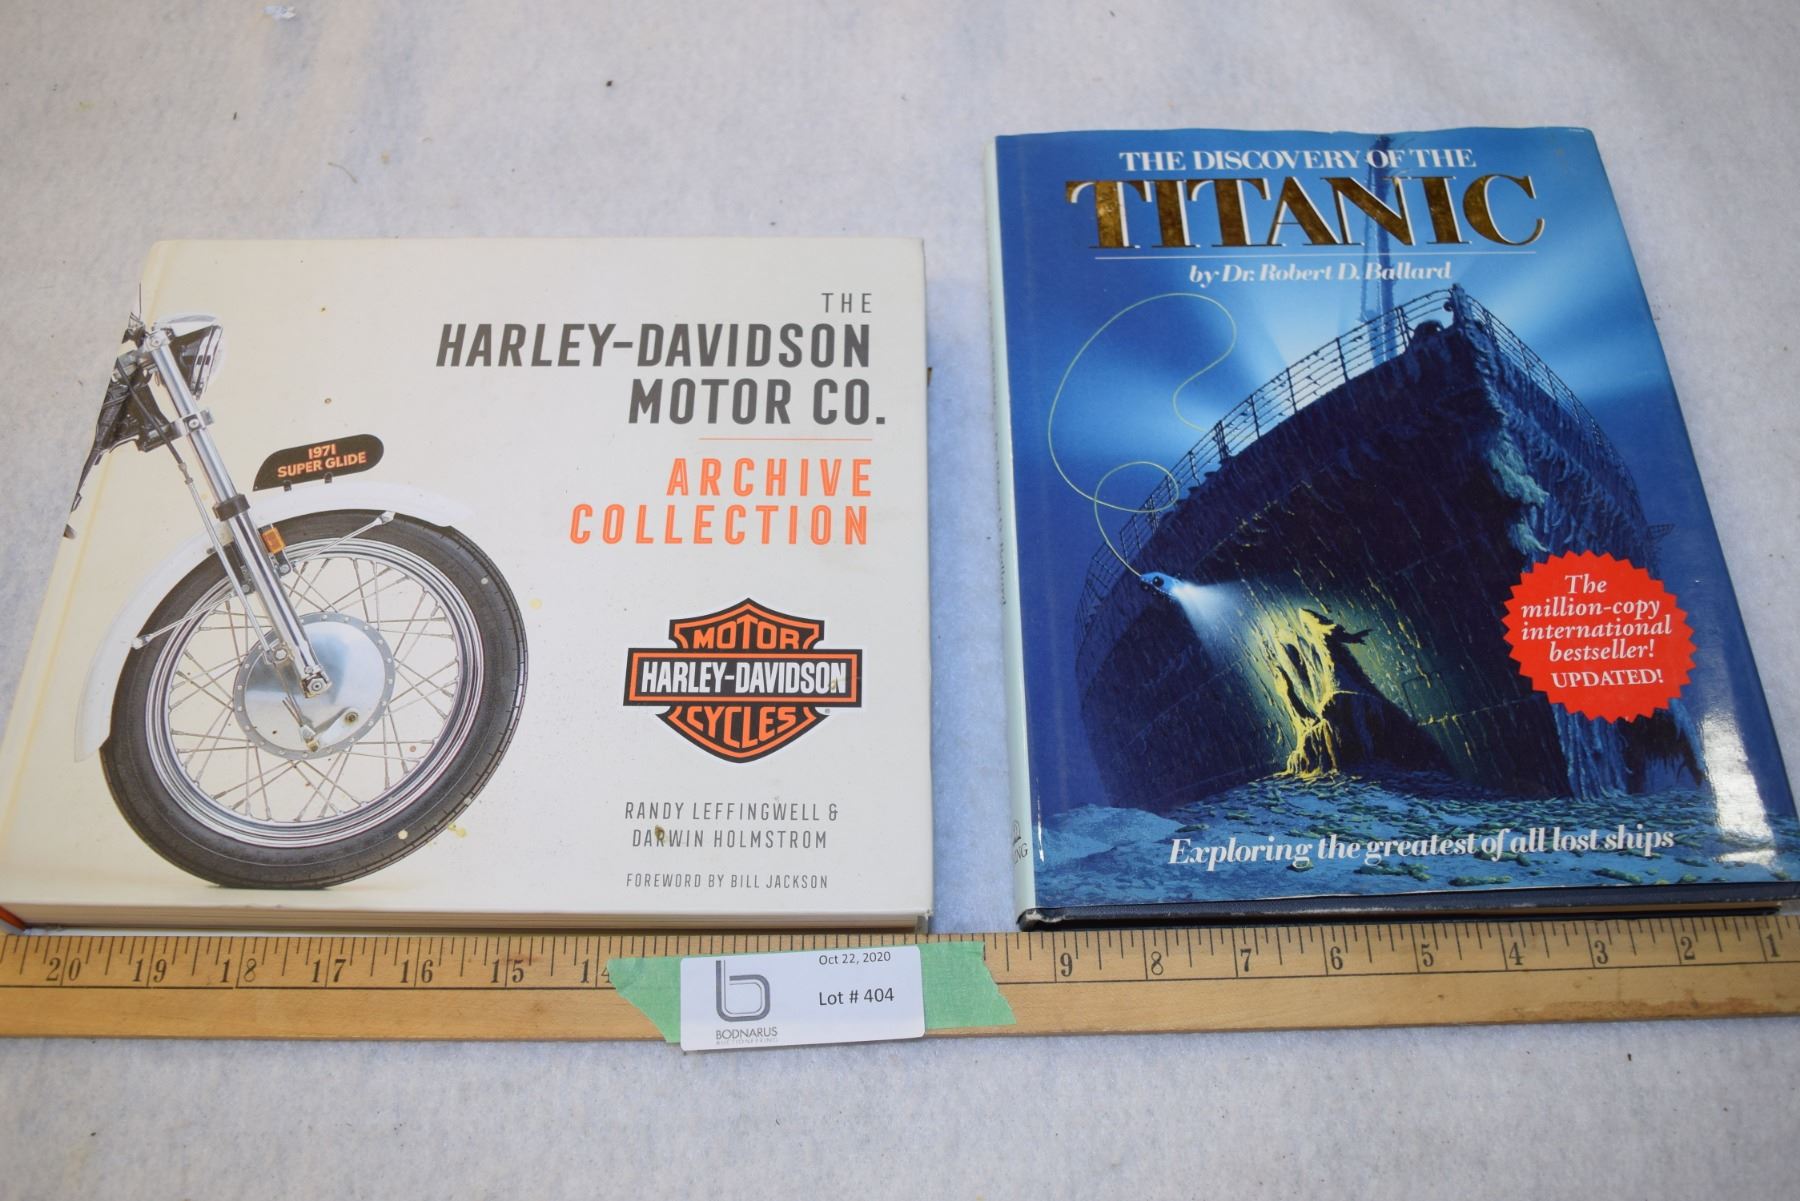 THE
HARLEY-DAVIDSON
MOTOR CO.
ARCHIVE
COLLECTION
1971
SUPER GLIDE
MOTOR
HARLEY-DAVIDSON
CYCLES
®
RANDY LEFFINGWELL &
DARWIN HOLMSTROM
FOREWORD BY BILL JACKSON
THE DISCOVERY OF THE
TITANIC
by Dr. Robert D. Ballard
The
million-copy
international
bestseller!
UPDATED!
Exploring the greatest of all lost ships
20 19 18 17 16 15 14 9 8 7 6 5 4 3 2 1
Oct 22, 2020
Lot # 404
b
BODNARUS
AUCTIONEERING